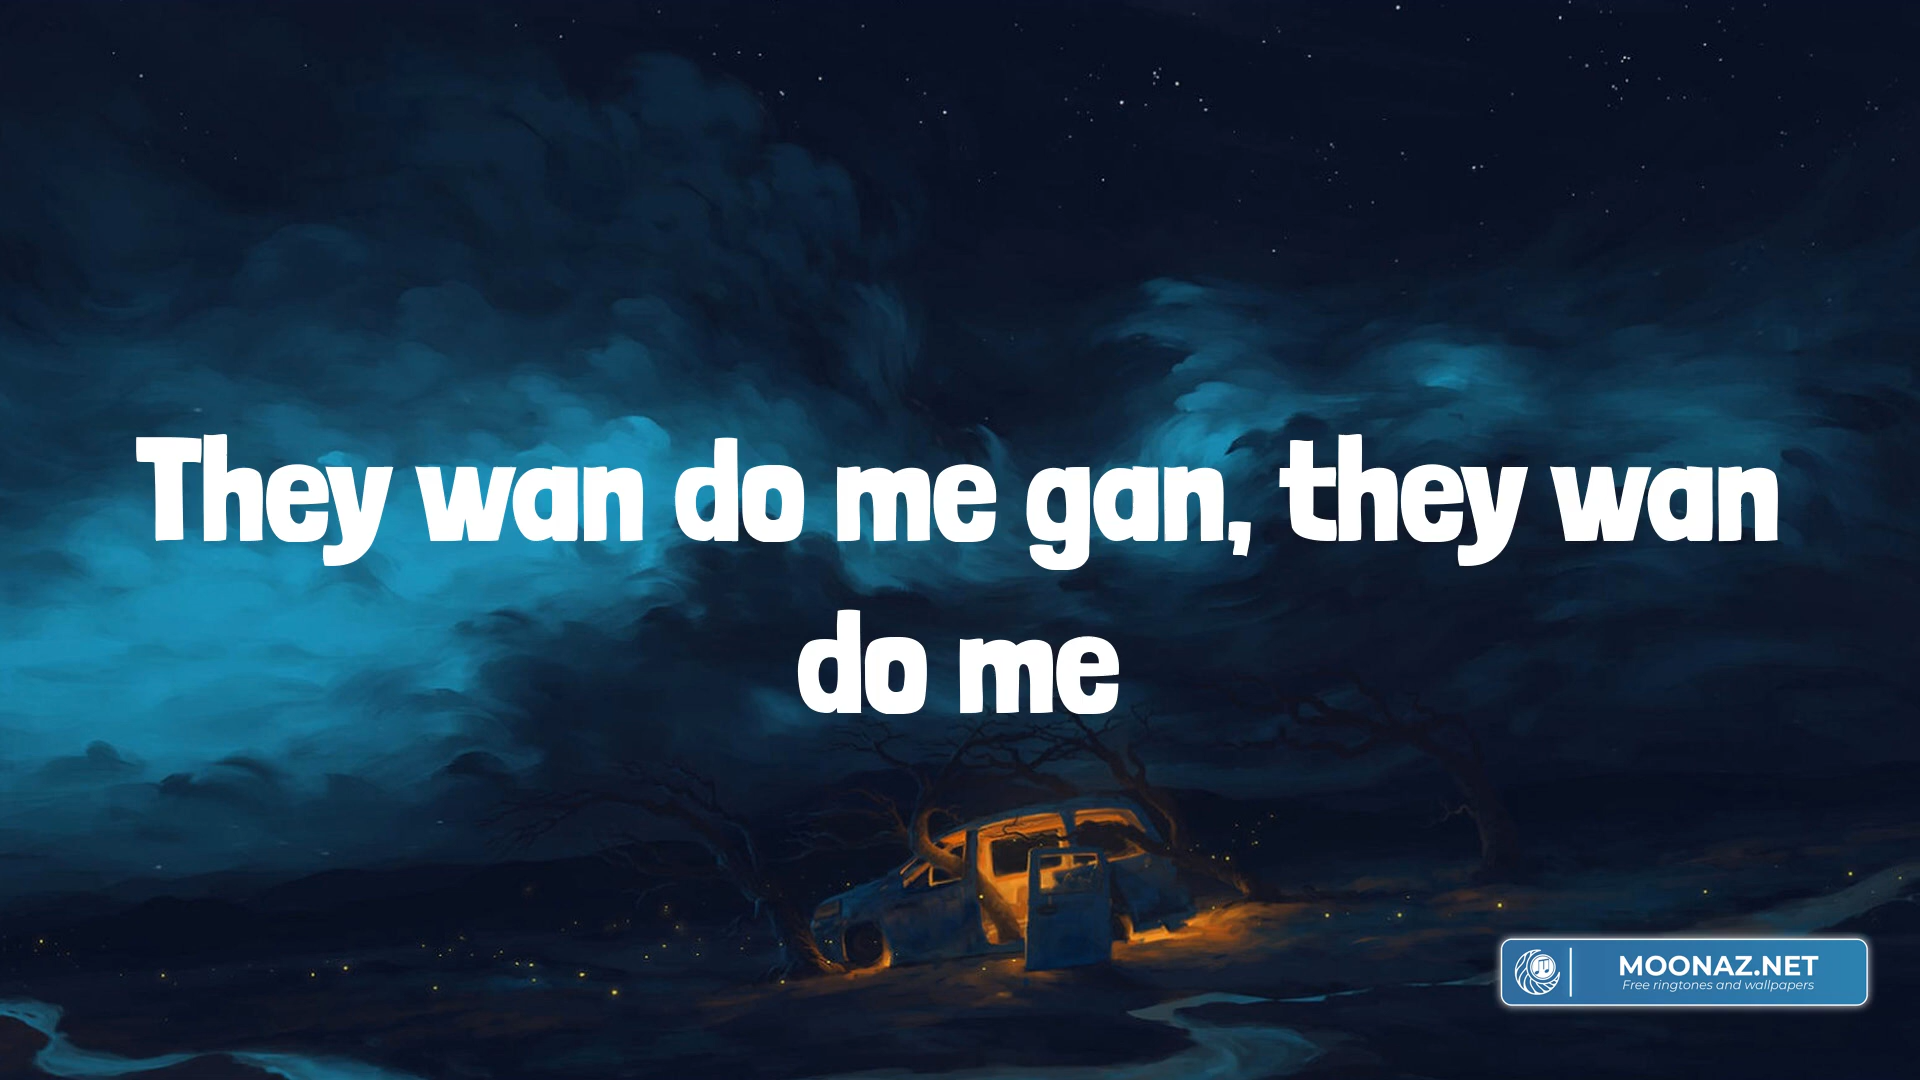 They wan do me gan, they wan
do me
MOONAZ.NET
Free ringtones and wallpapers